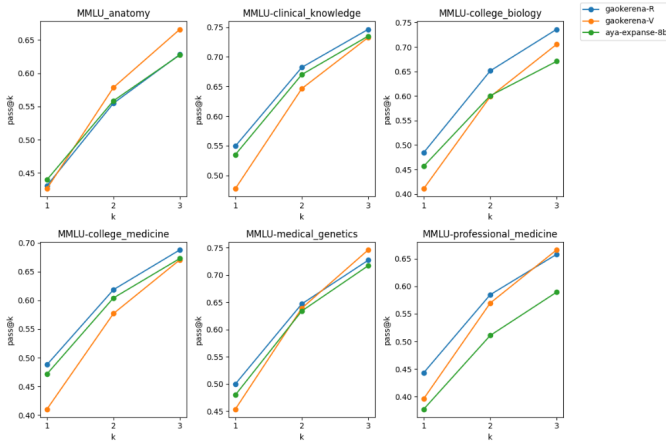 MMLU_anatomy
MMLU-clinical_knowledge
MMLU-college_biology
gaokerena-R
gaokerena-V
aya-expanse-8b
pass@k
0.65
0.60
0.55
0.50
0.45
1
2
3
k
pass@k
0.75
0.70
0.65
0.60
0.55
0.50
1
2
3
k
pass@k
0.75
0.70
0.65
0.60
0.55
0.50
0.45
0.40
1
2
3
k
MMLU-college_medicine
MMLU-medical_genetics
MMLU-professional_medicine
pass@k
0.70
0.65
0.60
0.55
0.50
0.45
0.40
1
2
3
k
pass@k
0.75
0.70
0.65
0.60
0.55
0.50
0.45
1
2
3
k
pass@k
0.65
0.60
0.55
0.50
0.45
0.40
1
2
3
k